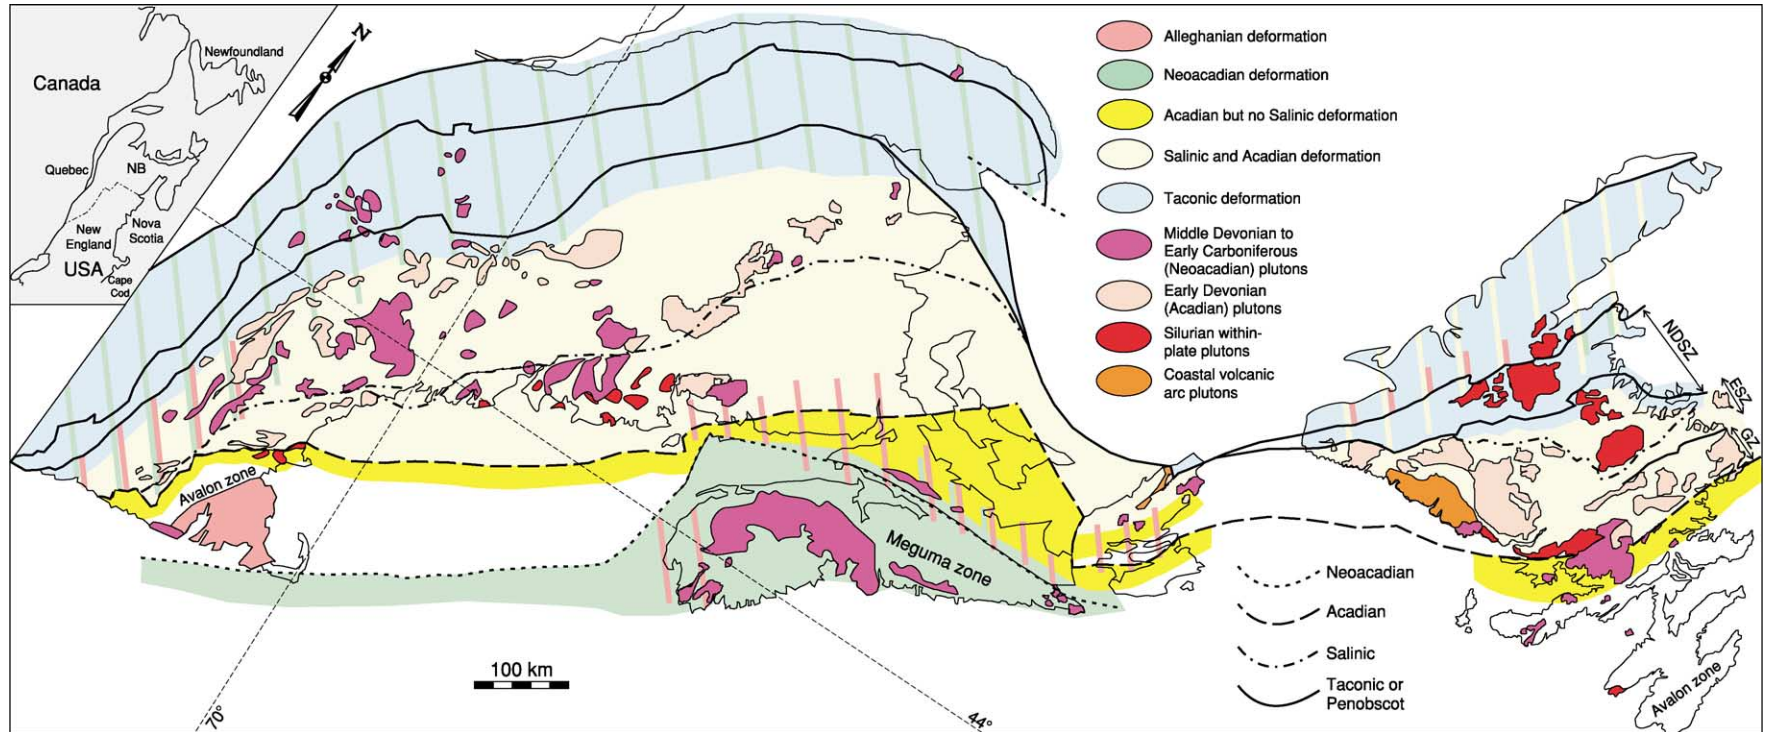 Newfoundland
Canada
Quebec
NB
Nova
Scotia
New
England
USA
Cape
Cod
N
Alleghanian deformation
Neoacadian deformation
Acadian but no Salinic deformation
Salinic and Acadian deformation
Taconic deformation
Middle Devonian to
Early Carboniferous
(Neoacadian) plutons
Early Devonian
(Acadian) plutons
Silurian within-
plate plutons
Coastal volcanic
arc plutons
NDSZ
ESZ
GZ
Avalon zone
Meguma zone
Neoacadian
Acadian
Salinic
Taconic or
Penobscot
Avalon zone
100 km
70°
44°